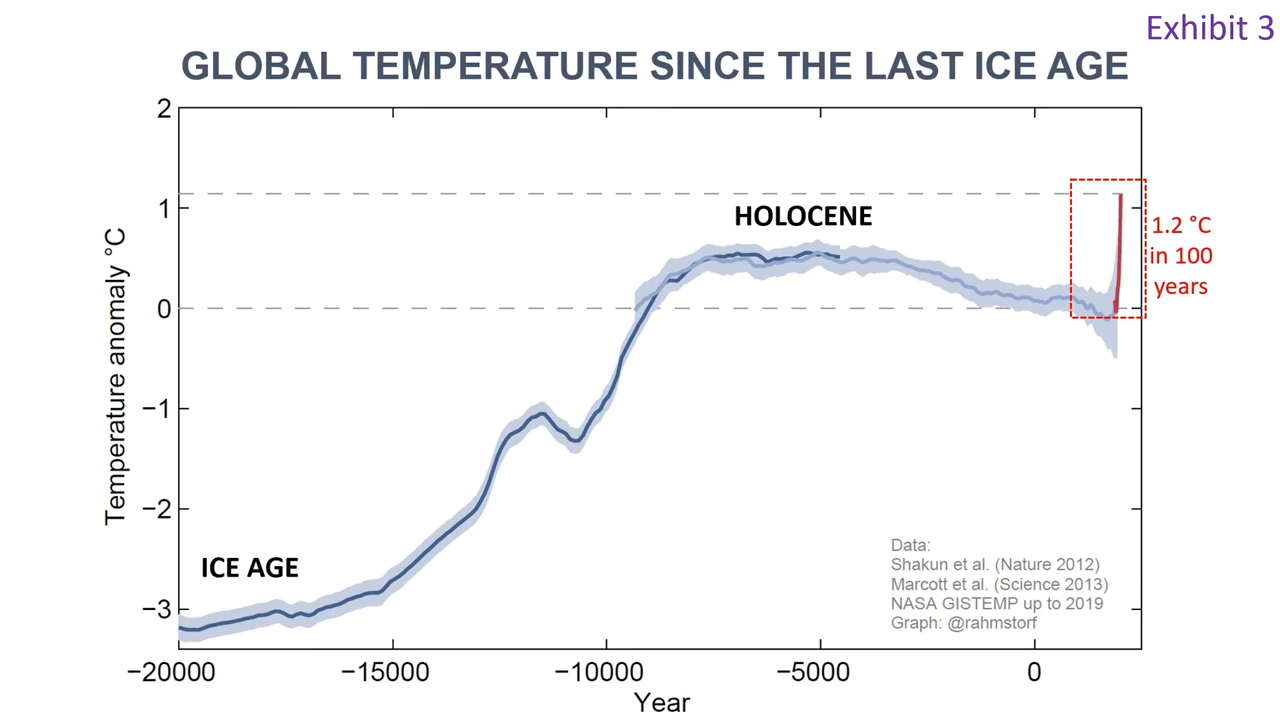 Exhibit 3
GLOBAL TEMPERATURE SINCE THE LAST ICE AGE
2
1
0
−1
−2
−3
Temperature anomaly °C
HOLOCENE
ICE AGE
1.2 °C
in 100
years
Data:
Shakun et al. (Nature 2012)
Marcott et al. (Science 2013)
NASA GISTEMP up to 2019
Graph: @rahmstorf
−20000 −15000 −10000 −5000 0
Year